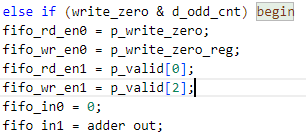 else if (write_zero & d_odd_cnt) begin
fifo_rd_en0 = p_write_zero;
fifo_wr_en0 = p_write_zero_reg;
fifo_rd_en1 = p_valid[0];
fifo_wr_en1 = p_valid[2];
fifo_in0 = 0;
fifo_in1 = adder_out;